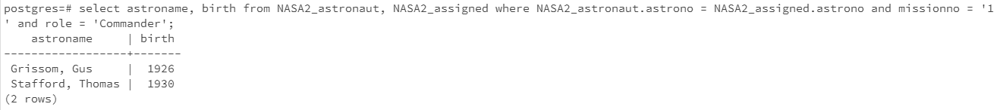 postgres=# select astroname, birth from NASA2_astronaut, NASA2_assigned where NASA2_astronaut.astrono = NASA2_assigned.astrono and missionno = '1
' and role = 'Commander';
    astroname     | birth
------------------+-------
 Grissom, Gus     |  1926
 Stafford, Thomas |  1930
(2 rows)